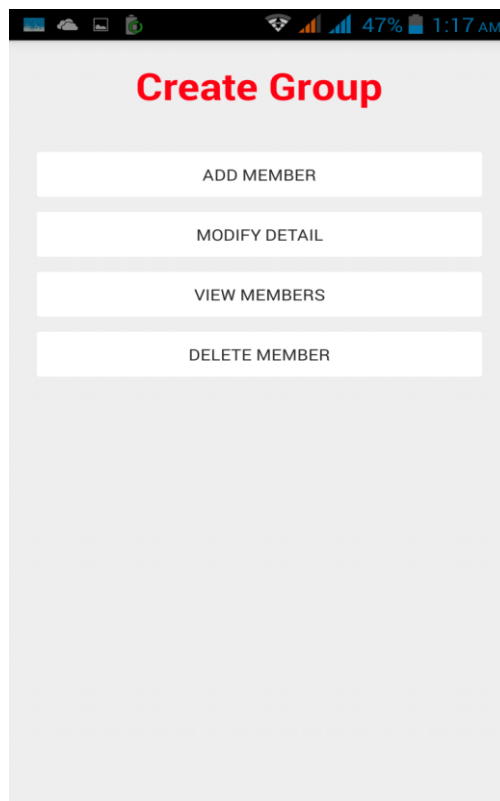 47% 1:17 AM
Create Group
ADD MEMBER
MODIFY DETAIL
VIEW MEMBERS
DELETE MEMBER